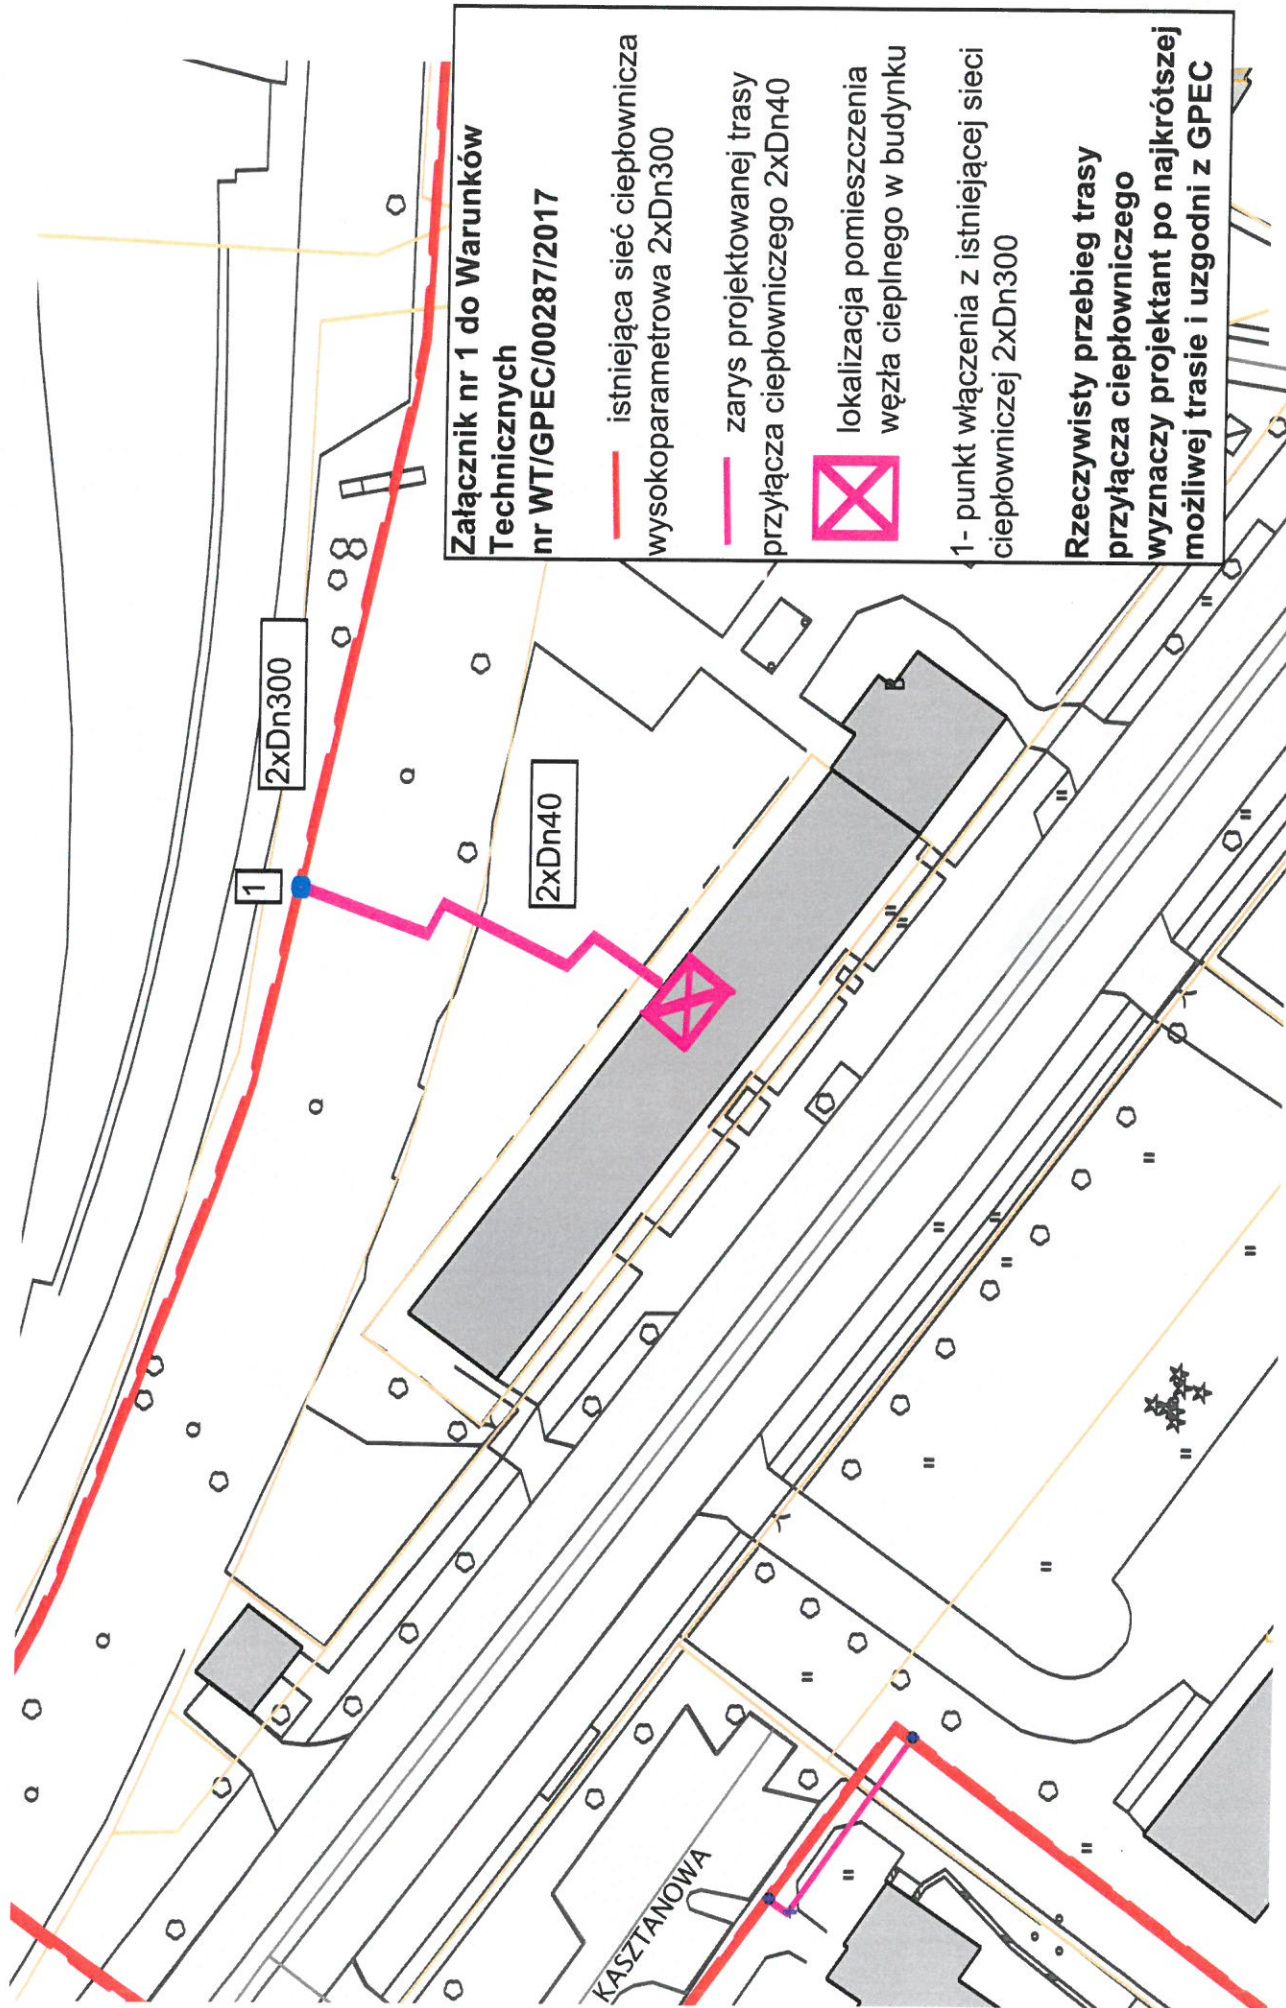 Załącznik nr 1 do Warunków
Technicznych
nr WT/GPEC/00287/2017
istniejąca sieć ciepłownicza
wysokoparametrowa 2xDn300
zarys projektowanej trasy
przyłącza ciepłowniczego 2xDn40
lokalizacja pomieszczenia
węzła cieplnego w budynku
1- punkt włączenia z istniejącej sieci
ciepłowniczej 2xDn300
Rzeczywisty przebieg trasy
przyłącza ciepłowniczego
wyznaczy projektant po najkrótszej
możliwej trasie i uzgodni z GPEC
2xDn300
1
2xDn40
KASZTANOWA